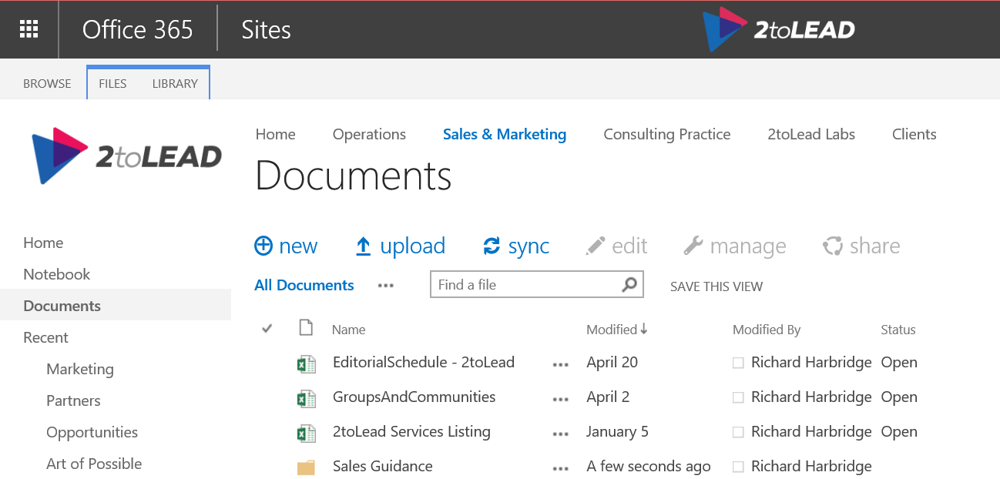 Office 365 Sites 2toLEAD
BROWSE FILES LIBRARY
2toLEAD
Home Operations Sales & Marketing Consulting Practice 2toLead Labs Clients
Documents
Home
Notebook
Documents
Recent
Marketing
Partners
Opportunities
Art of Possible
new upload sync edit manage share
All Documents ••• Find a file SAVE THIS VIEW
Name Modified Modified By Status
EditorialSchedule - 2toLead ••• April 20 Richard Harbridge Open
GroupsAndCommunities ••• April 2 Richard Harbridge Open
2toLead Services Listing ••• January 5 Richard Harbridge Open
Sales Guidance ••• A few seconds ago Richard Harbridge